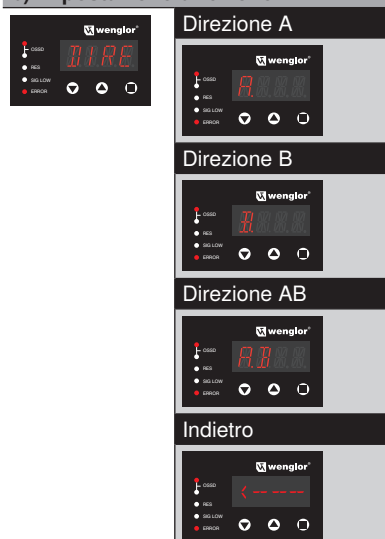 Direzione A
wenglor®
OSSD
RES
SIG LOW
ERROR
DIRE
wenglor®
OSSD
RES
SIG LOW
ERROR
A.
Direzione B
wenglor®
OSSD
RES
SIG LOW
ERROR
B.
Direzione AB
wenglor®
OSSD
RES
SIG LOW
ERROR
A.B
Indietro
wenglor®
OSSD
RES
SIG LOW
ERROR
<-----